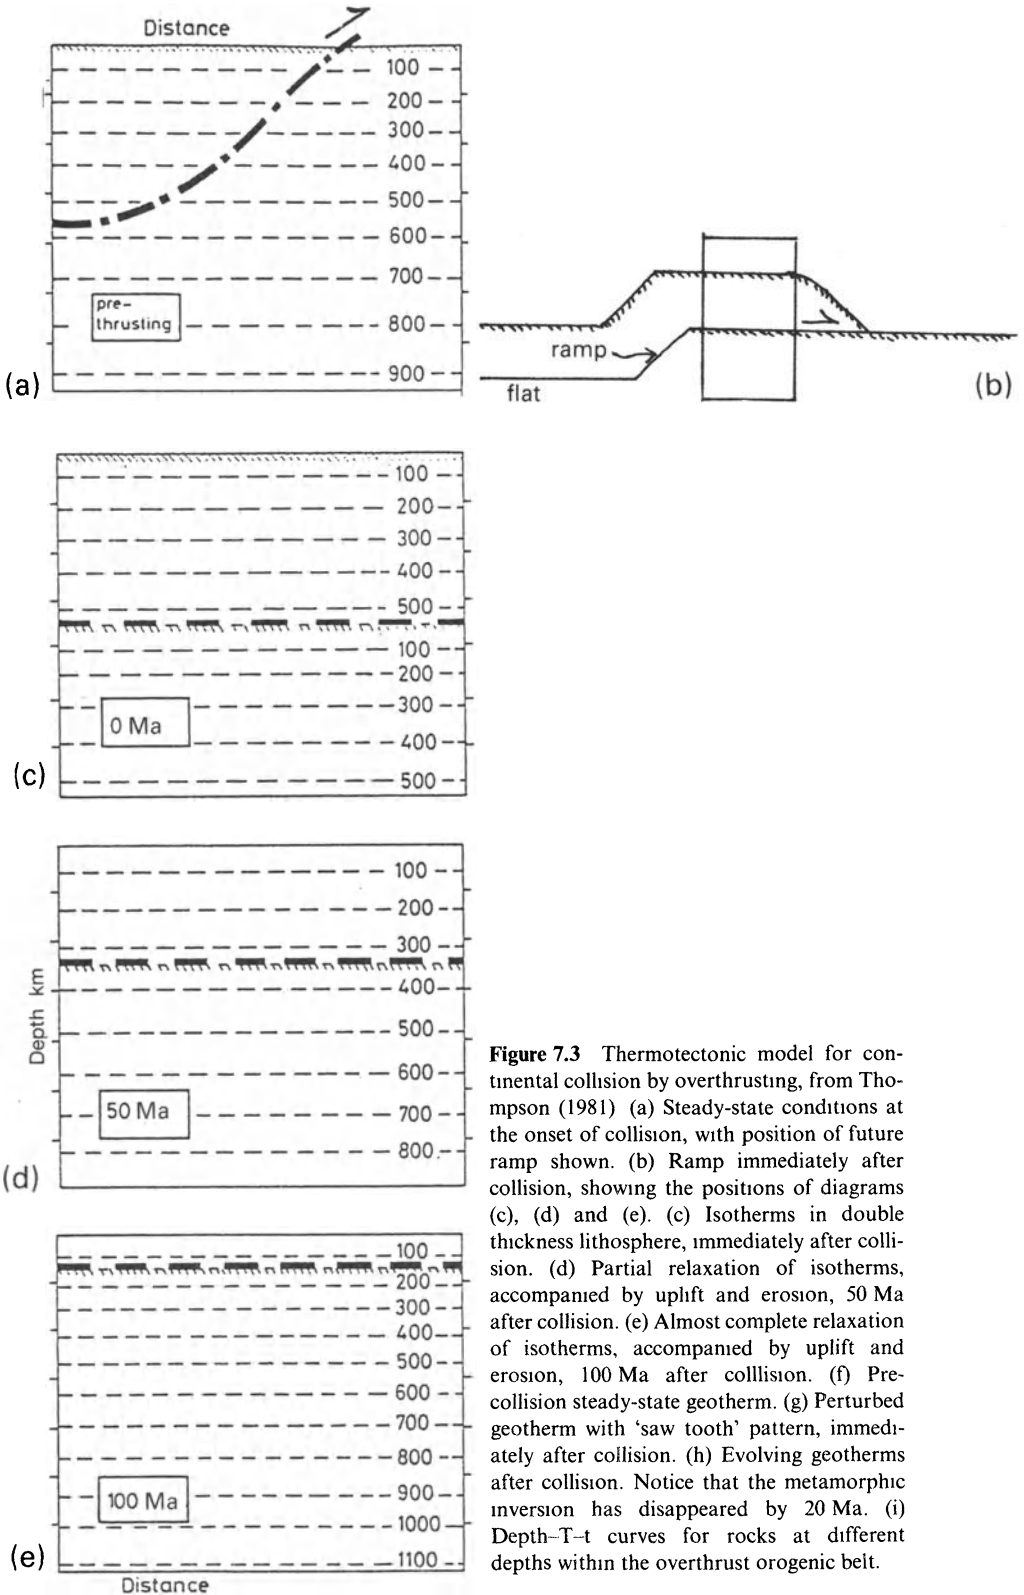 Distance
100
200
300
400
500
600
700
pre-
thrusting
800
900
(a)
ramp
flat
(b)
100
200
300
400
500
100
200
300
0 Ma
400
500
(c)
100
200
300
400
500
600
50 Ma
700
800
(d)
Depth km
100
200
300
400
500
600
700
800
900
100 Ma
1000
1100
(e)
Distance
Figure 7.3 Thermotectonic model for con-
tinental collision by overthrusting, from Tho-
mpson (1981) (a) Steady-state conditions at
the onset of collision, with position of future
ramp shown. (b) Ramp immediately after
collision, showing the positions of diagrams
(c), (d) and (e). (c) Isotherms in double
thickness lithosphere, immediately after colli-
sion. (d) Partial relaxation of isotherms,
accompanied by uplift and erosion, 50 Ma
after collision. (e) Almost complete relaxation
of isotherms, accompanied by uplift and
erosion, 100 Ma after colllision. (f) Pre-
collision steady-state geotherm. (g) Perturbed
geotherm with ‘saw tooth’ pattern, immedi-
ately after collision. (h) Evolving geotherms
after collision. Notice that the metamorphic
inversion has disappeared by 20 Ma. (i)
Depth–T–t curves for rocks at different
depths within the overthrust orogenic belt.